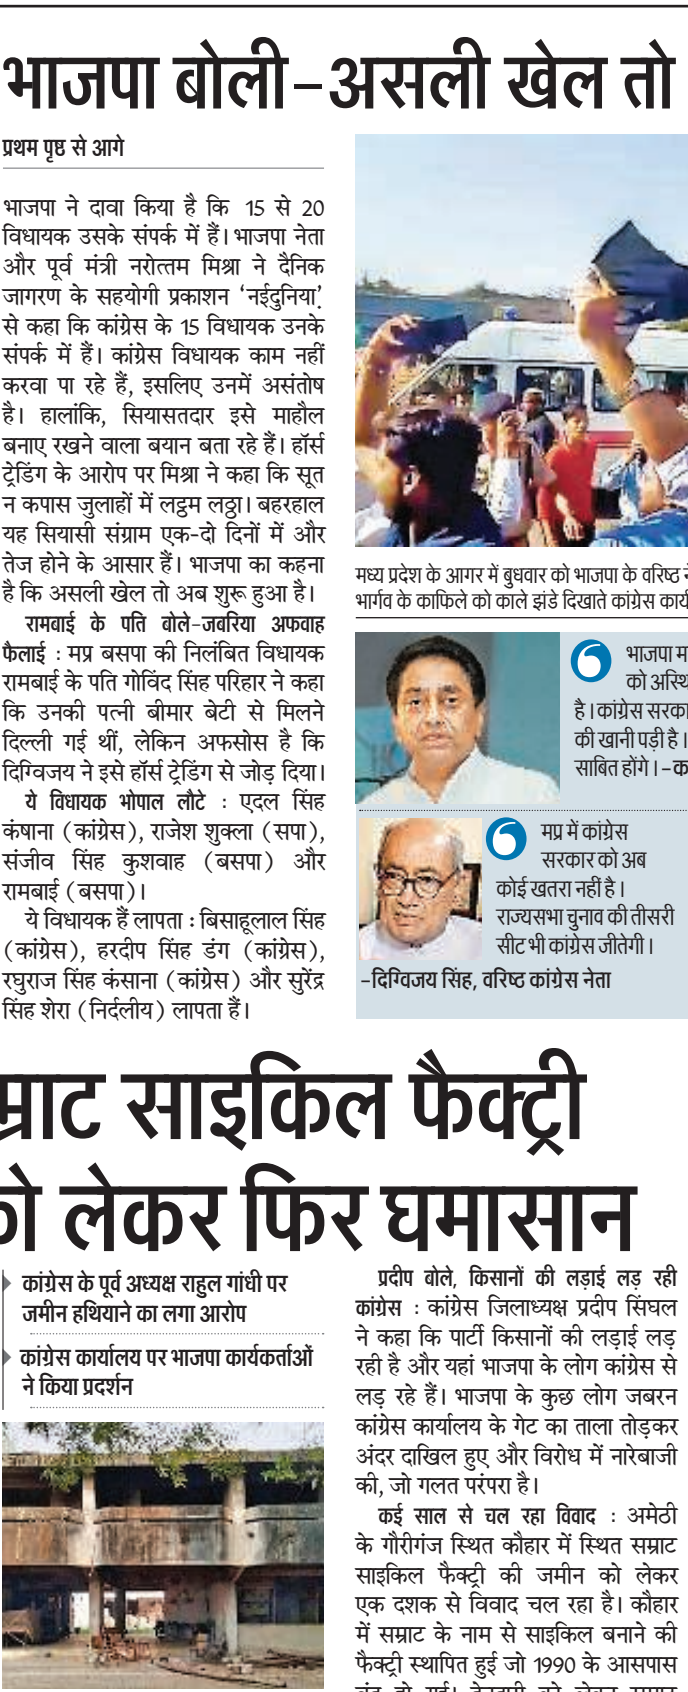 भाजपा बोली-असली खेल तो
प्रथम पृष्ठ से आगे
भाजपा ने दावा किया है कि 15 से 20
विधायक उसके संपर्क में हैं। भाजपा नेता
और पूर्व मंत्री नरोत्तम मिश्रा ने दैनिक
जागरण के सहयोगी प्रकाशन ‘नईदुनिया’
से कहा कि कांग्रेस के 15 विधायक उनके
संपर्क में हैं। कांग्रेस विधायक काम नहीं
करवा पा रहे हैं, इसलिए उनमें असंतोष
है। हालांकि, सियासतदार इसे माहौल
बनाए रखने वाला बयान बता रहे हैं। हॉर्स
ट्रेडिंग के आरोप पर मिश्रा ने कहा कि सूत
न कपास जुलाहों में लट्ठम लठ्ठा। बहरहाल
यह सियासी संग्राम एक-दो दिनों में और
तेज होने के आसार हैं। भाजपा का कहना
है कि असली खेल तो अब शुरू हुआ है।
रामबाई के पति बोले-जबरिया अफवाह
फैलाई : मप्र बसपा की निलंबित विधायक
रामबाई के पति गोविंद सिंह परिहार ने कहा
कि उनकी पत्नी बीमार बेटी से मिलने
दिल्ली गई थीं, लेकिन अफसोस है कि
दिग्विजय ने इसे हॉर्स ट्रेडिंग से जोड़ दिया।
ये विधायक भोपाल लौटे : एदल सिंह
कंषाना (कांग्रेस), राजेश शुक्ला (सपा),
संजीव सिंह कुशवाह (बसपा) और
रामबाई (बसपा)।
ये विधायक हैं लापता : बिसाहूलाल सिंह
(कांग्रेस), हरदीप सिंह डंग (कांग्रेस),
रघुराज सिंह कंसाना (कांग्रेस) और सुरेंद्र
सिंह शेरा (निर्दलीय) लापता हैं।
मध्य प्रदेश के आगर में बुधवार को भाजपा के वरिष्ठ
भार्गव के काफिले को काले झंडे दिखाते कांग्रेस
भाजपा
को
है। कांग्रेस
की खानी पड़ी है।
साबित होंगे।
मप्र में कांग्रेस
सरकार को अब
कोई खतरा नहीं है।
राज्यसभा चुनाव की तीसरी
सीट भी कांग्रेस जीतेगी।
-दिग्विजय सिंह, वरिष्ठ कांग्रेस नेता
साइकिल फैक्ट्री
लेकर फिर घमासान
कांग्रेस के पूर्व अध्यक्ष राहुल गांधी पर
जमीन हथियाने का लगा आरोप
कांग्रेस कार्यालय पर भाजपा कार्यकर्ताओं
ने किया प्रदर्शन
प्रदीप बोले, किसानों की लड़ाई लड़ रही
कांग्रेस : कांग्रेस जिलाध्यक्ष प्रदीप सिंघल
ने कहा कि पार्टी किसानों की लड़ाई लड़
रही है और यहां भाजपा के लोग कांग्रेस से
लड़ रहे हैं। भाजपा के कुछ लोग जबरन
कांग्रेस कार्यालय के गेट का ताला तोड़कर
अंदर दाखिल हुए और विरोध में नारेबाजी
की, जो गलत परंपरा है।
कई साल से चल रहा विवाद : अमेठी
के गौरीगंज स्थित कौहार में स्थित सम्राट
साइकिल फैक्ट्री की जमीन को लेकर
एक दशक से विवाद चल रहा है। कौहार
में सम्राट के नाम से साइकिल बनाने की
फैक्ट्री स्थापित हुई जो 1990 के आसपास